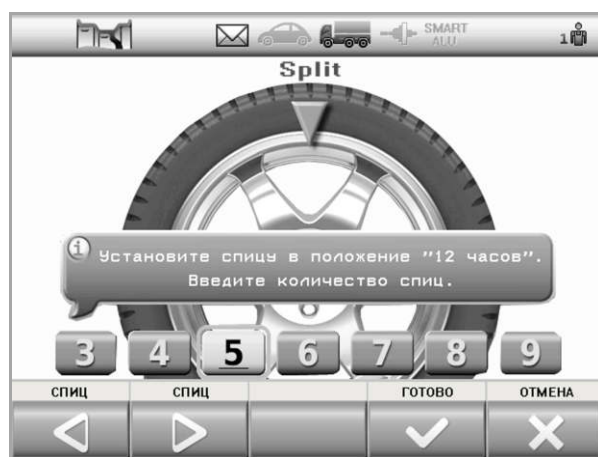 SMART
ALU
1
Split
Установите спицу в положение "12 часов".
Введите количество спиц.
3 4 5 6 7 8 9
СПИЦ СПИЦ ГОТОВО ОТМЕНА